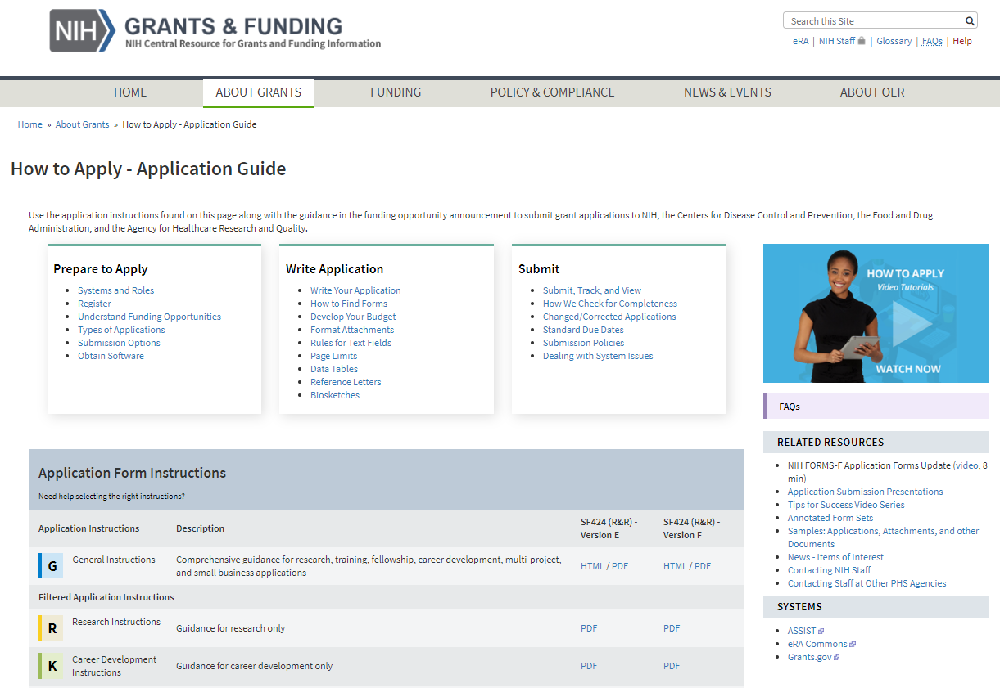 NIH GRANTS & FUNDING
NIH Central Resource for Grants and Funding Information
Search this Site
eRA | NIH Staff | Glossary | FAQs | Help
HOME ABOUT GRANTS FUNDING POLICY & COMPLIANCE NEWS & EVENTS ABOUT OER
Home » About Grants » How to Apply - Application Guide
How to Apply - Application Guide
Use the application instructions found on this page along with the guidance in the funding opportunity announcement to submit grant applications to NIH, the Centers for Disease Control and Prevention, the Food and Drug
Administration, and the Agency for Healthcare Research and Quality.
Prepare to Apply
Systems and Roles
Register
Understand Funding Opportunities
Types of Applications
Submission Options
Obtain Software
Write Application
Write Your Application
How to Find Forms
Develop Your Budget
Format Attachments
Rules for Text Fields
Page Limits
Data Tables
Reference Letters
Biosketches
Submit
Submit, Track, and View
How We Check for Completeness
Changed/Corrected Applications
Standard Due Dates
Submission Policies
Dealing with System Issues
HOW TO APPLY
Video Tutorials
WATCH NOW
FAQs
RELATED RESOURCES
NIH FORMS-F Application Forms Update (video, 8
min)
Application Submission Presentations
Tips for Success Video Series
Annotated Form Sets
Samples: Applications, Attachments, and other
Documents
News - Items of Interest
Contacting NIH Staff
Contacting Staff at Other PHS Agencies
SYSTEMS
ASSIST
eRA Commons
Grants.gov
Application Form Instructions
Need help selecting the right instructions?
Application Instructions Description SF424 (R&R) - SF424 (R&R) -
Version E Version F
G General Instructions Comprehensive guidance for research, training, fellowship, career development, multi-project, HTML / PDF HTML / PDF
and small business applications
Filtered Application Instructions
R Research Instructions Guidance for research only PDF PDF
K Career Development Guidance for career development only PDF PDF
Instructions